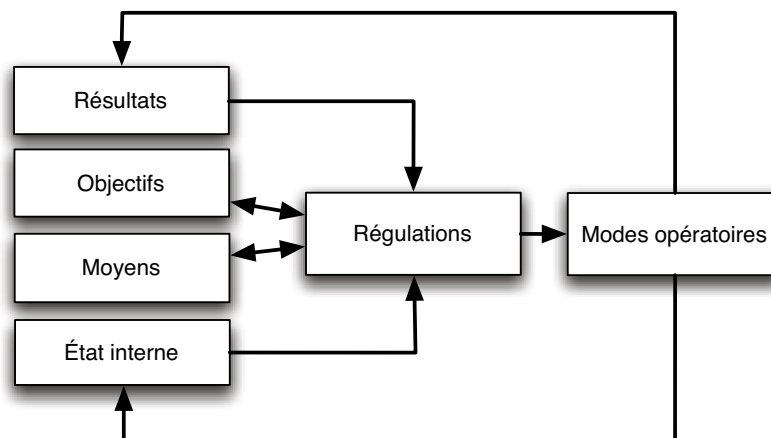 Résultats
Objectifs
Moyens
État interne
Régulations
Modes opératoires